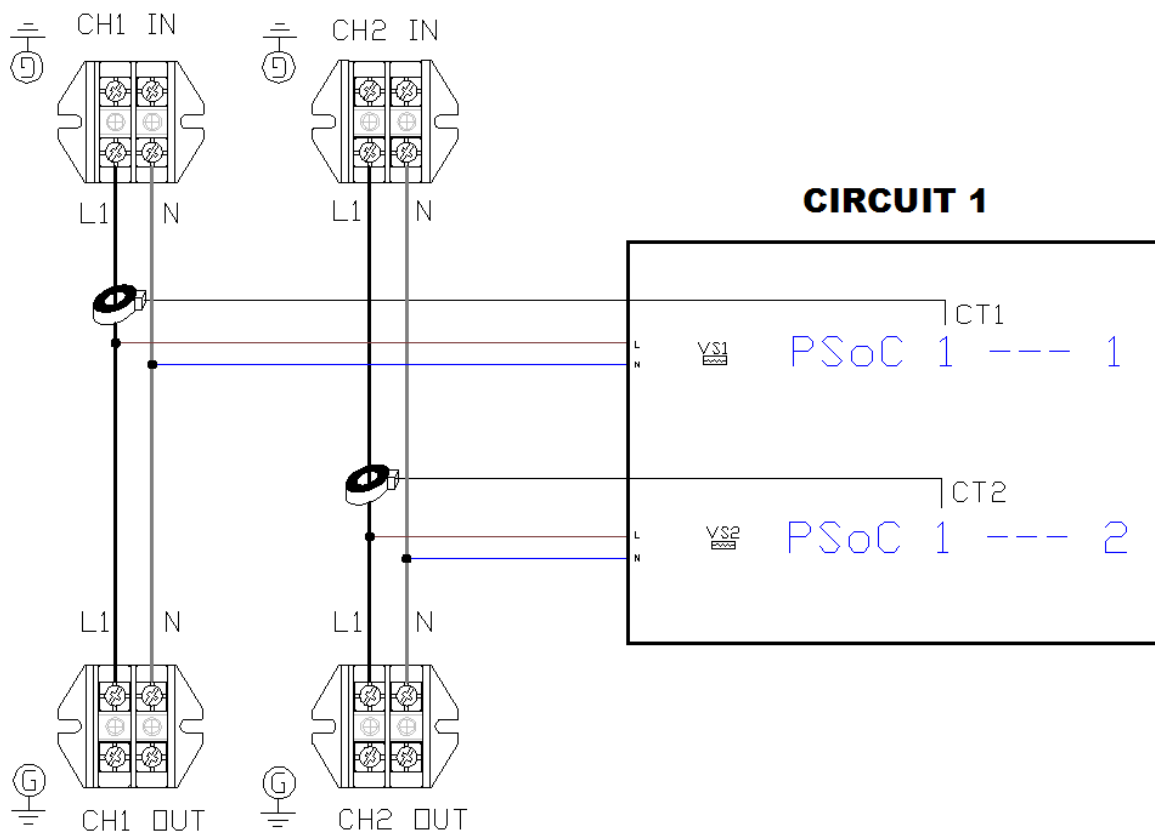 CH1 IN
CH2 IN
G
G
L1 N
L1 N
CIRCUIT 1
CT1
L
N
VS1
PSoC 1 --- 1
CT2
L
N
VS2
PSoC 1 --- 2
L1 N
L1 N
G
G
CH1 OUT
CH2 OUT